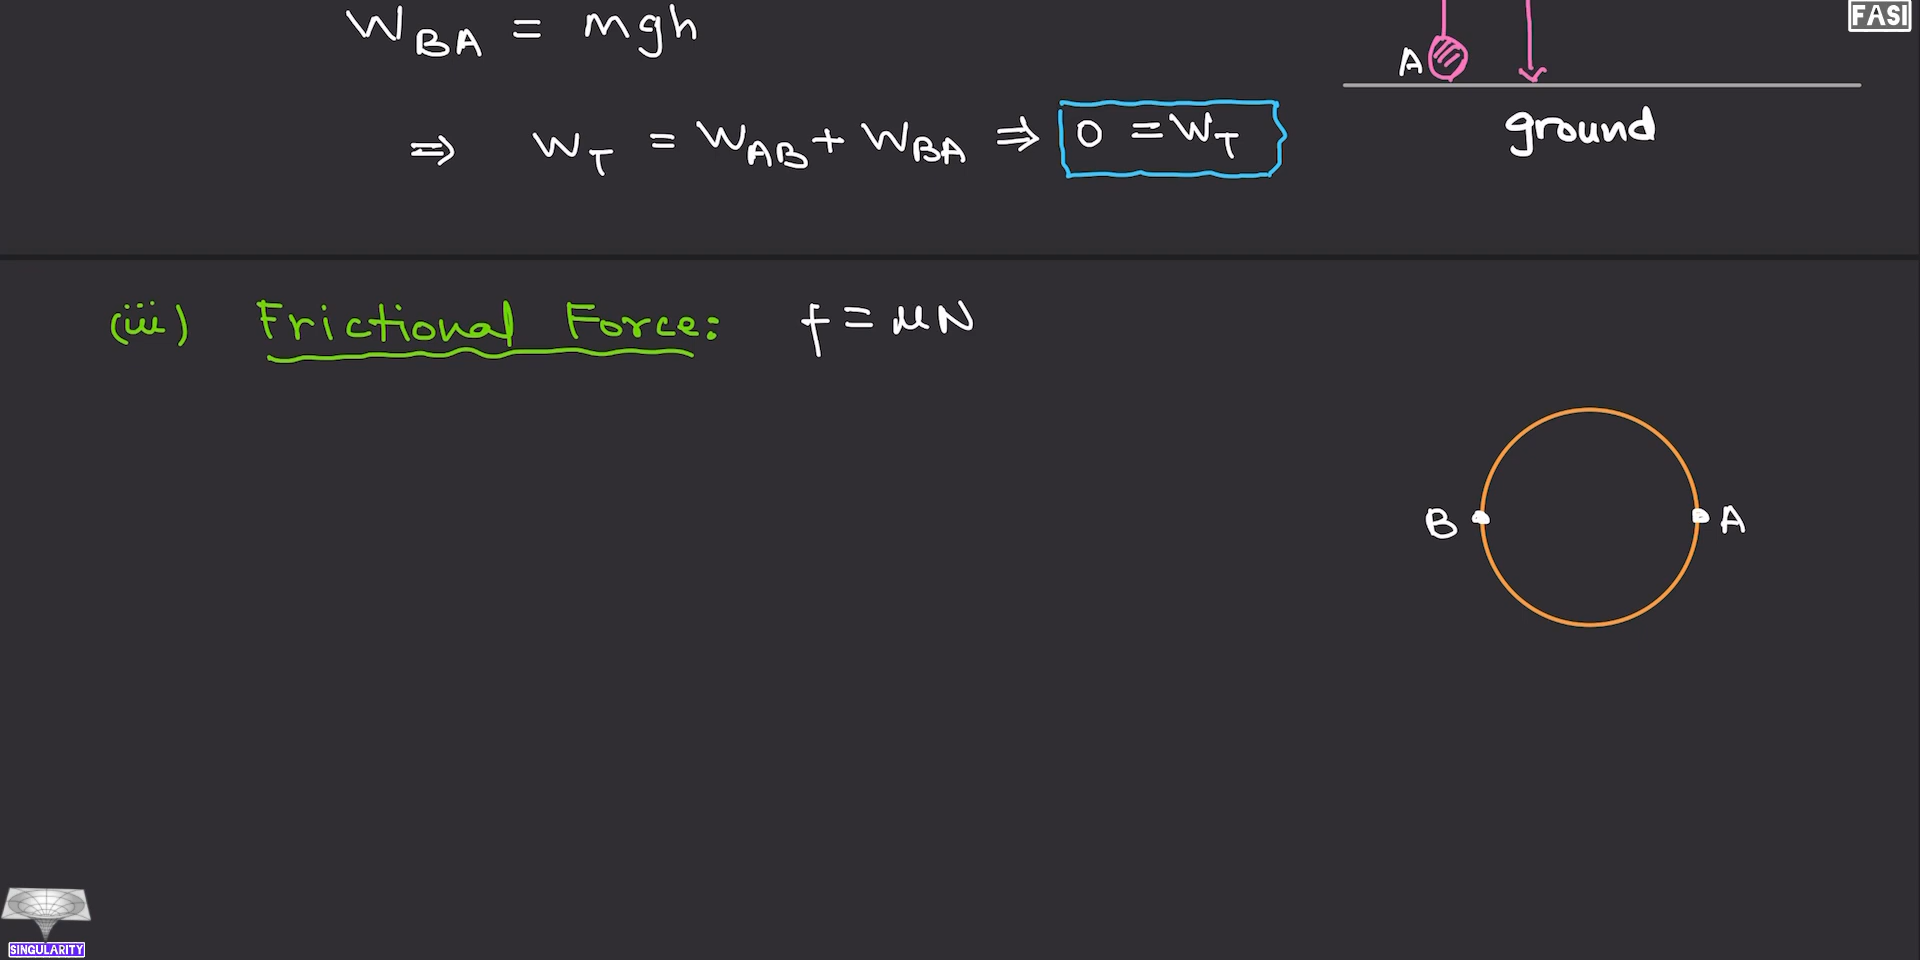 W_BA = mgh
FASI
A
⇒ W_T = W_AB + W_BA ⇒ 0 = W_T
ground
(iii) Frictional Force: f = μN
B A
SINGULARITY